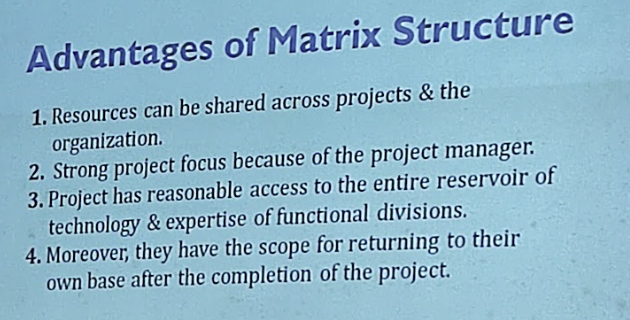 Advantages of Matrix Structure
1. Resources can be shared across projects & the
organization.
2. Strong project focus because of the project manager.
3. Project has reasonable access to the entire reservoir of
technology & expertise of functional divisions.
4. Moreover, they have the scope for returning to their
own base after the completion of the project.